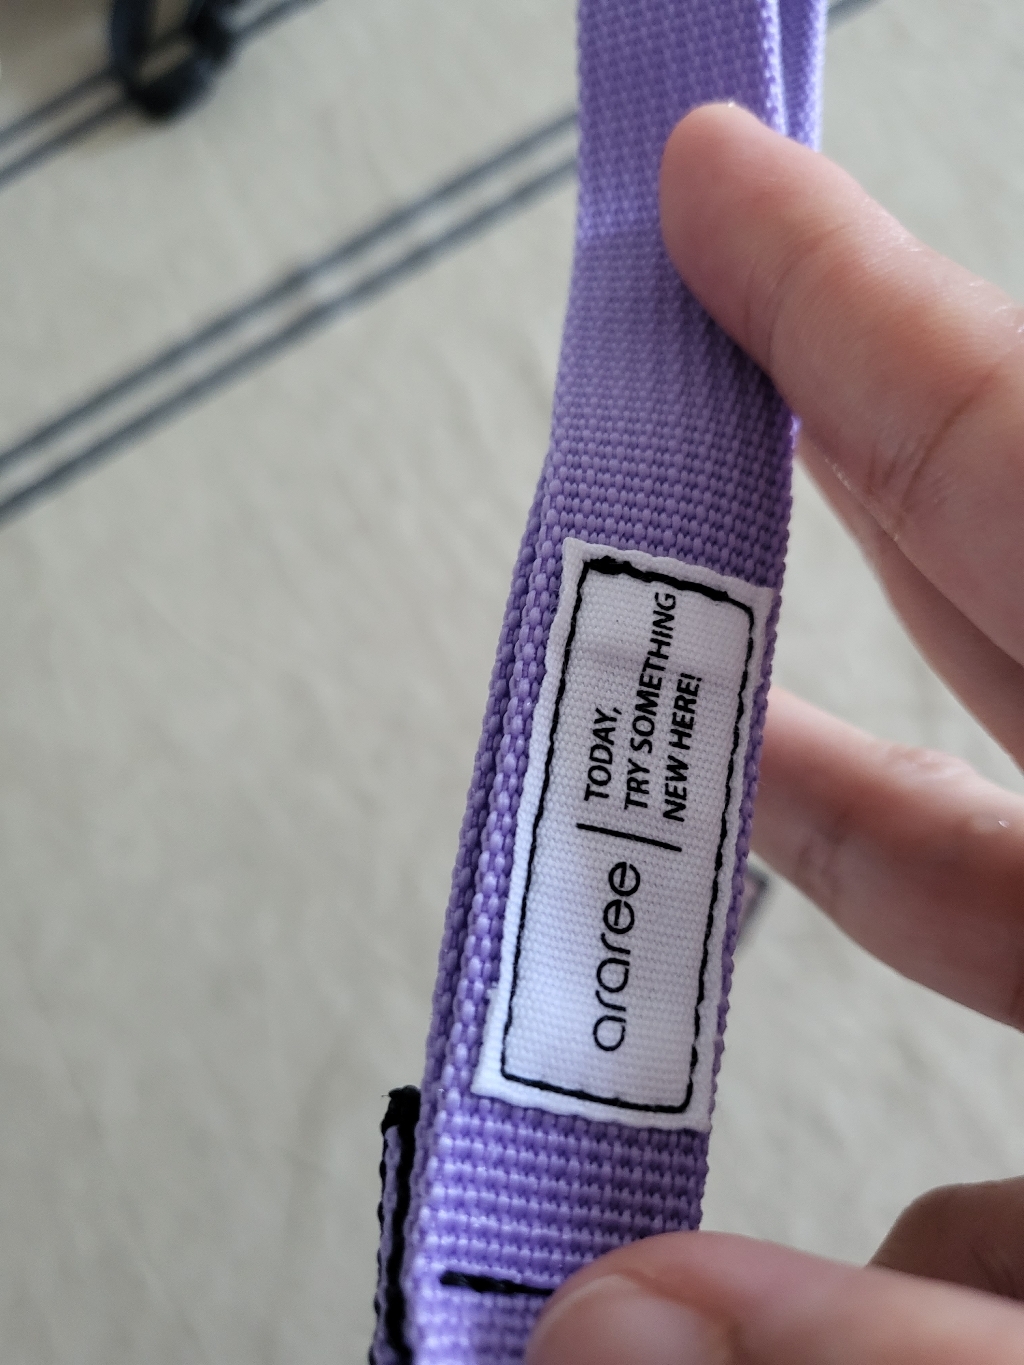 araree
TODAY,
TRY SOMETHING
NEW HERE!